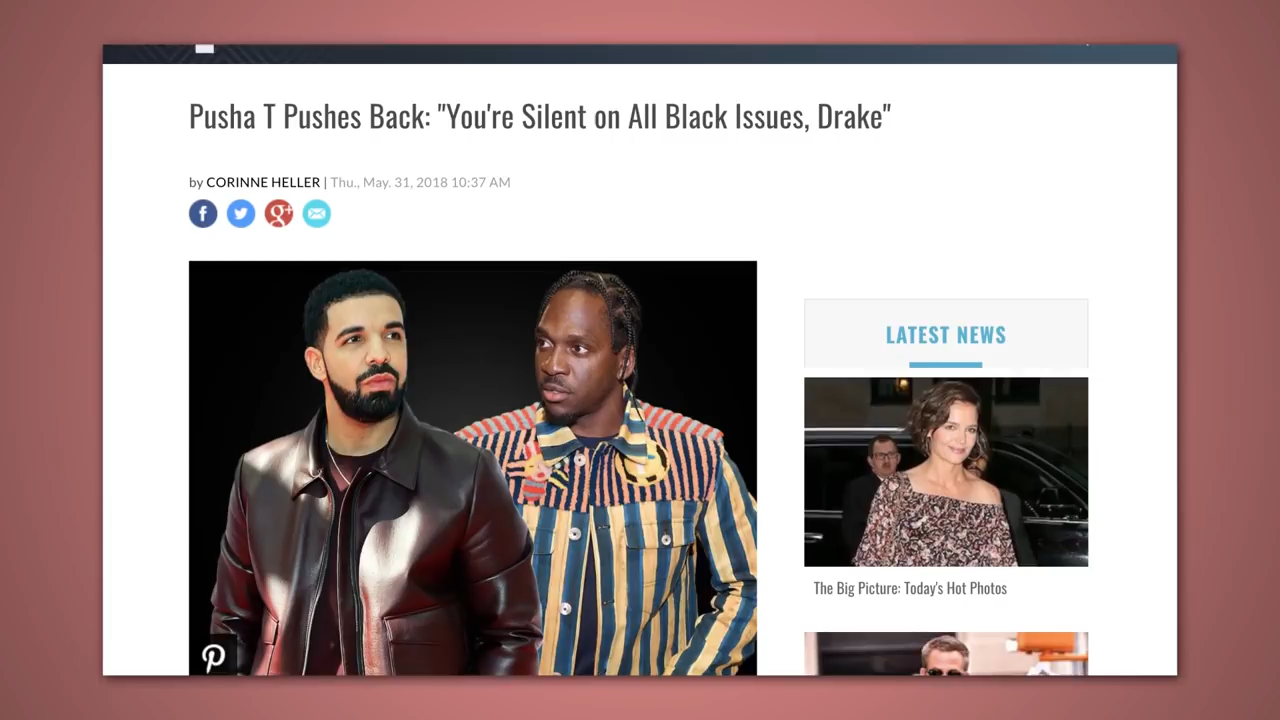 Pusha T Pushes Back: "You're Silent on All Black Issues, Drake"
by CORINNE HELLER | Thu., May. 31, 2018 10:37 AM
LATEST NEWS
The Big Picture: Today's Hot Photos